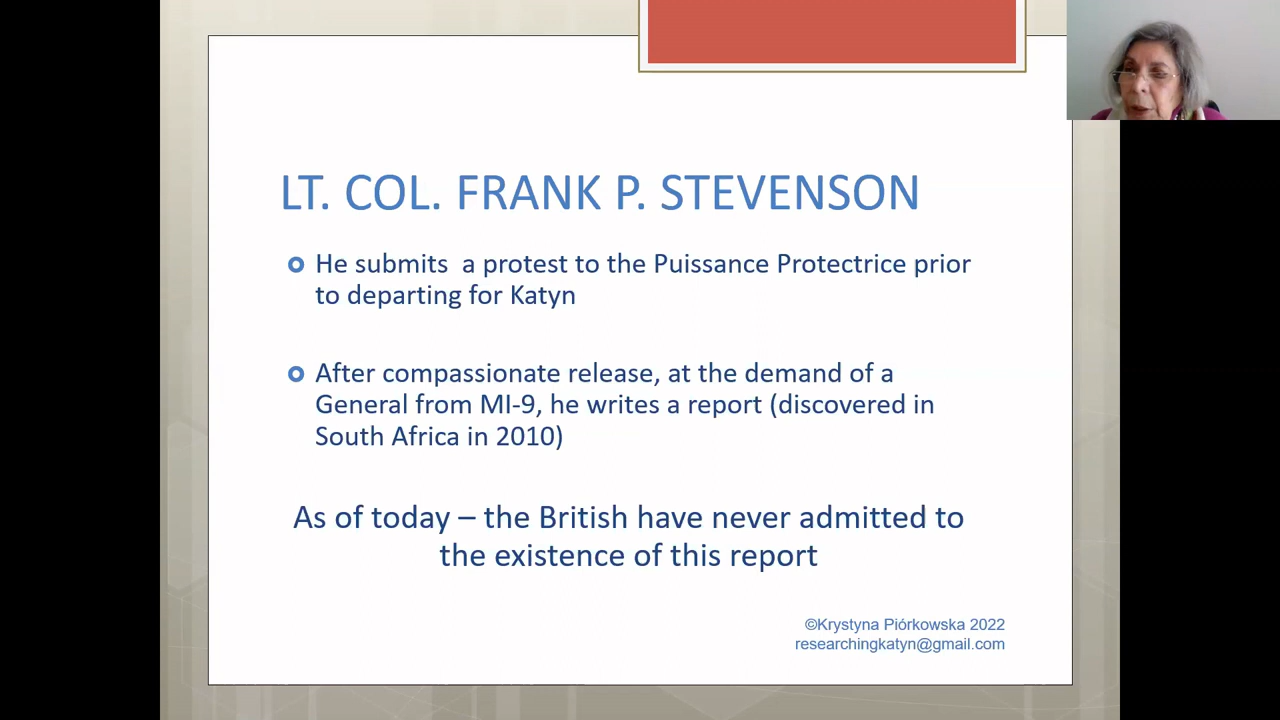 LT. COL. FRANK P. STEVENSON
He submits  a protest to the Puissance Protectrice prior
to departing for Katyn
After compassionate release, at the demand of a
General from MI-9, he writes a report (discovered in
South Africa in 2010)
As of today – the British have never admitted to
the existence of this report
©Krystyna Piórkowska 2022
researchingkatyn@gmail.com